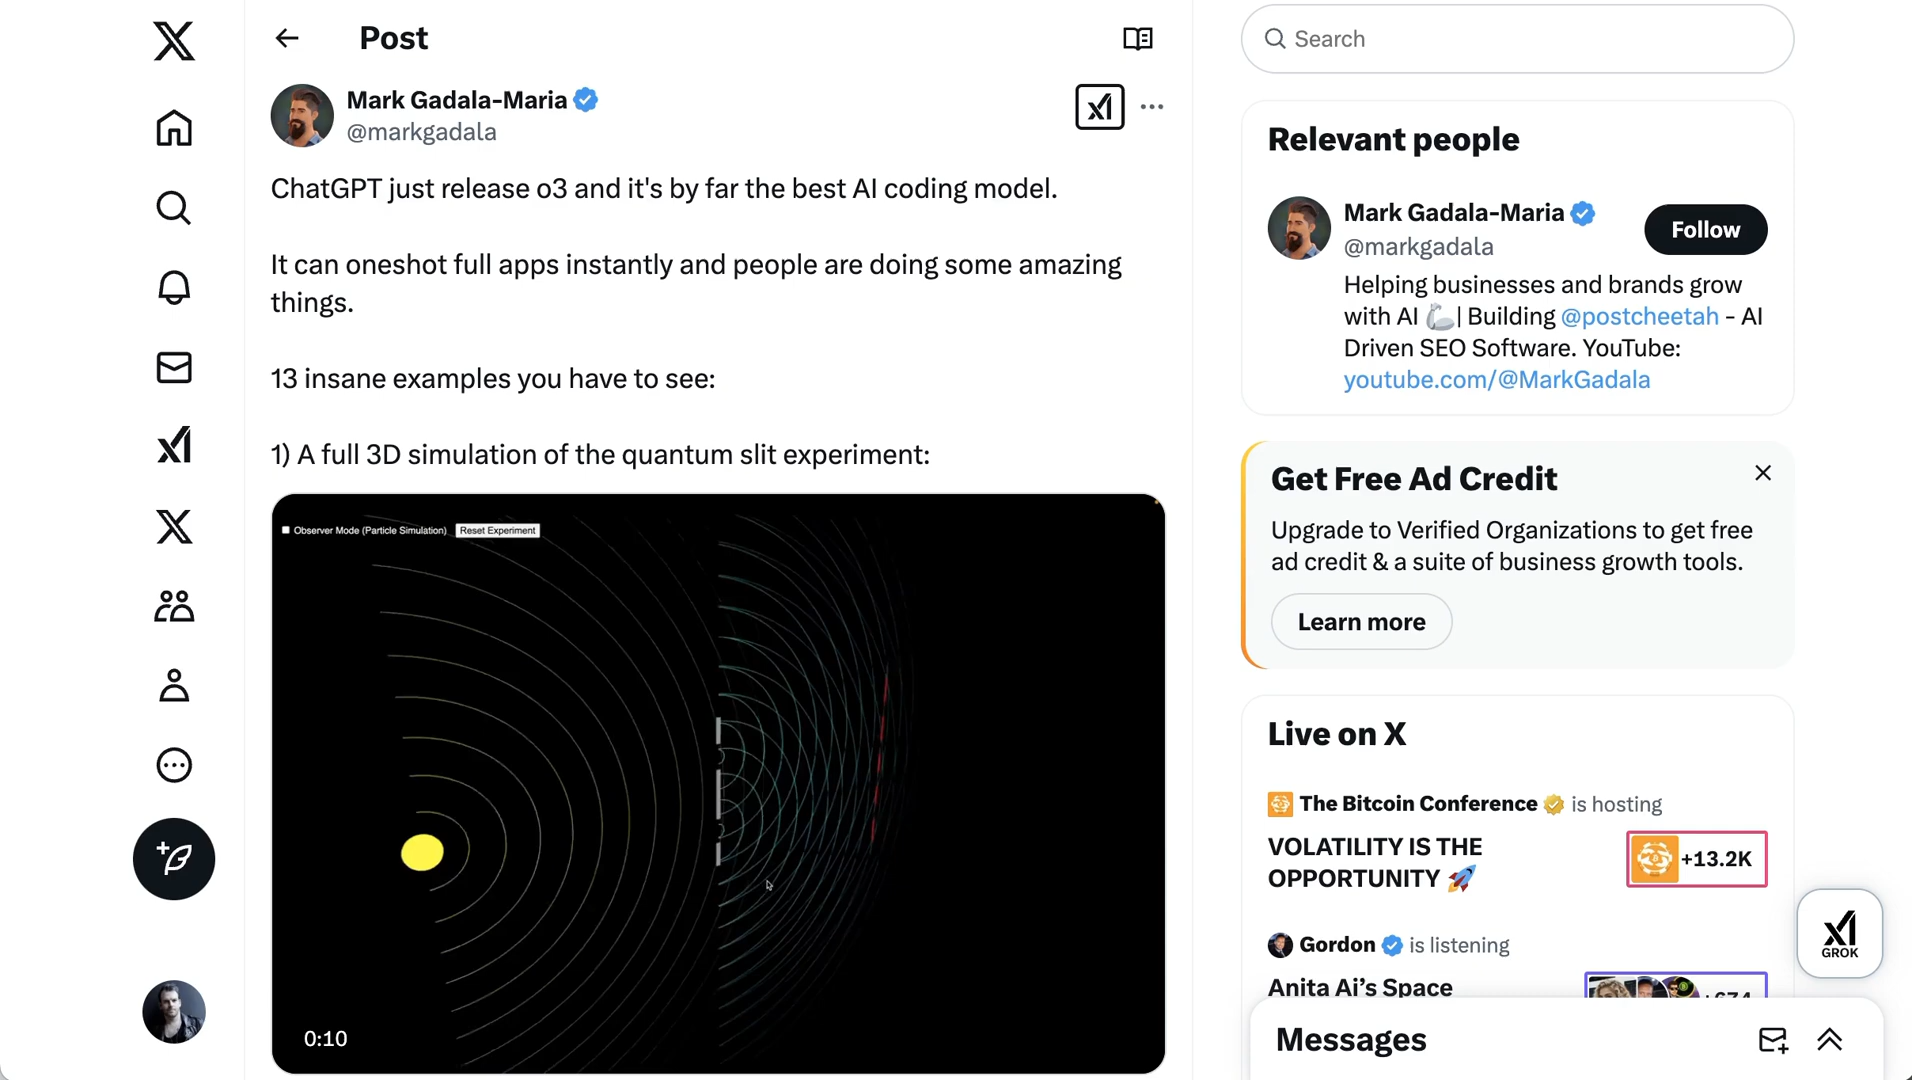 Post
Mark Gadala-Maria
@markgadala
ChatGPT just release o3 and it's by far the best AI coding model.
It can oneshot full apps instantly and people are doing some amazing
things.
13 insane examples you have to see:
1) A full 3D simulation of the quantum slit experiment:
Observer Mode (Particle Simulation) Reset Experiment
0:10
Search
Relevant people
Mark Gadala-Maria
@markgadala
Follow
Helping businesses and brands grow
with AI 🦾| Building @postcheetah - AI
Driven SEO Software. YouTube:
youtube.com/@MarkGadala
Get Free Ad Credit
Upgrade to Verified Organizations to get free
ad credit & a suite of business growth tools.
Learn more
Live on X
The Bitcoin Conference is hosting
VOLATILITY IS THE
OPPORTUNITY 🚀
+13.2K
Gordon is listening
Anita Ai’s Space
GROK
Messages